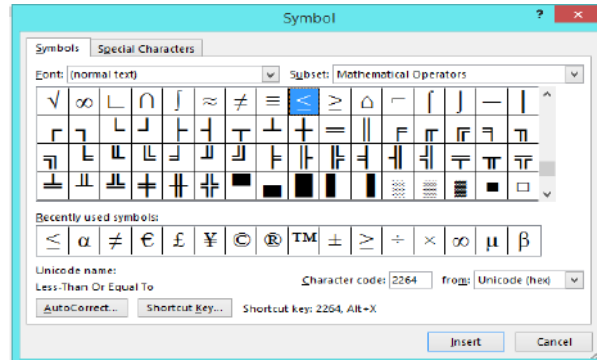 Symbol ? ×
Symbols Special Characters
Font: (normal text) Subset: Mathematical Operators
√ ∞ ∟ ∩ ∫ ≈ ≠ ≡ ≤ ≥ ⌂ ⌐ ⌠ ⌡ ─ │
┌ ┐ └ ┘ ├ ┤ ┬ ┴ ┼ ═ ║ ╒ ╓ ╔ ╕ ╖
╗ ╘ ╙ ╚ ╛ ╜ ╝ ╞ ╟ ╠ ╡ ╢ ╣ ╤ ╥ ╦
╧ ╨ ╩ ╪ ╫ ╬ ▀ ▄ █ ▌ ▐ ░ ▒ ▓ ■ □
Recently used symbols:
≤ α ≠ € £ ¥ © ® ™ ± ≥ ÷ × ∞ µ β
Unicode name:
Less-Than Or Equal To
Character code: 2264 from: Unicode (hex)
AutoCorrect... Shortcut Key... Shortcut key: 2264, Alt+X
Insert Cancel